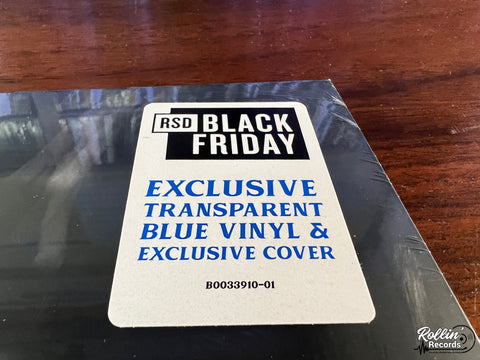 RSD BLACK
FRIDAY
EXCLUSIVE
TRANSPARENT
BLUE VINYL &
EXCLUSIVE COVER
B0033910-01
Rollin'
Records